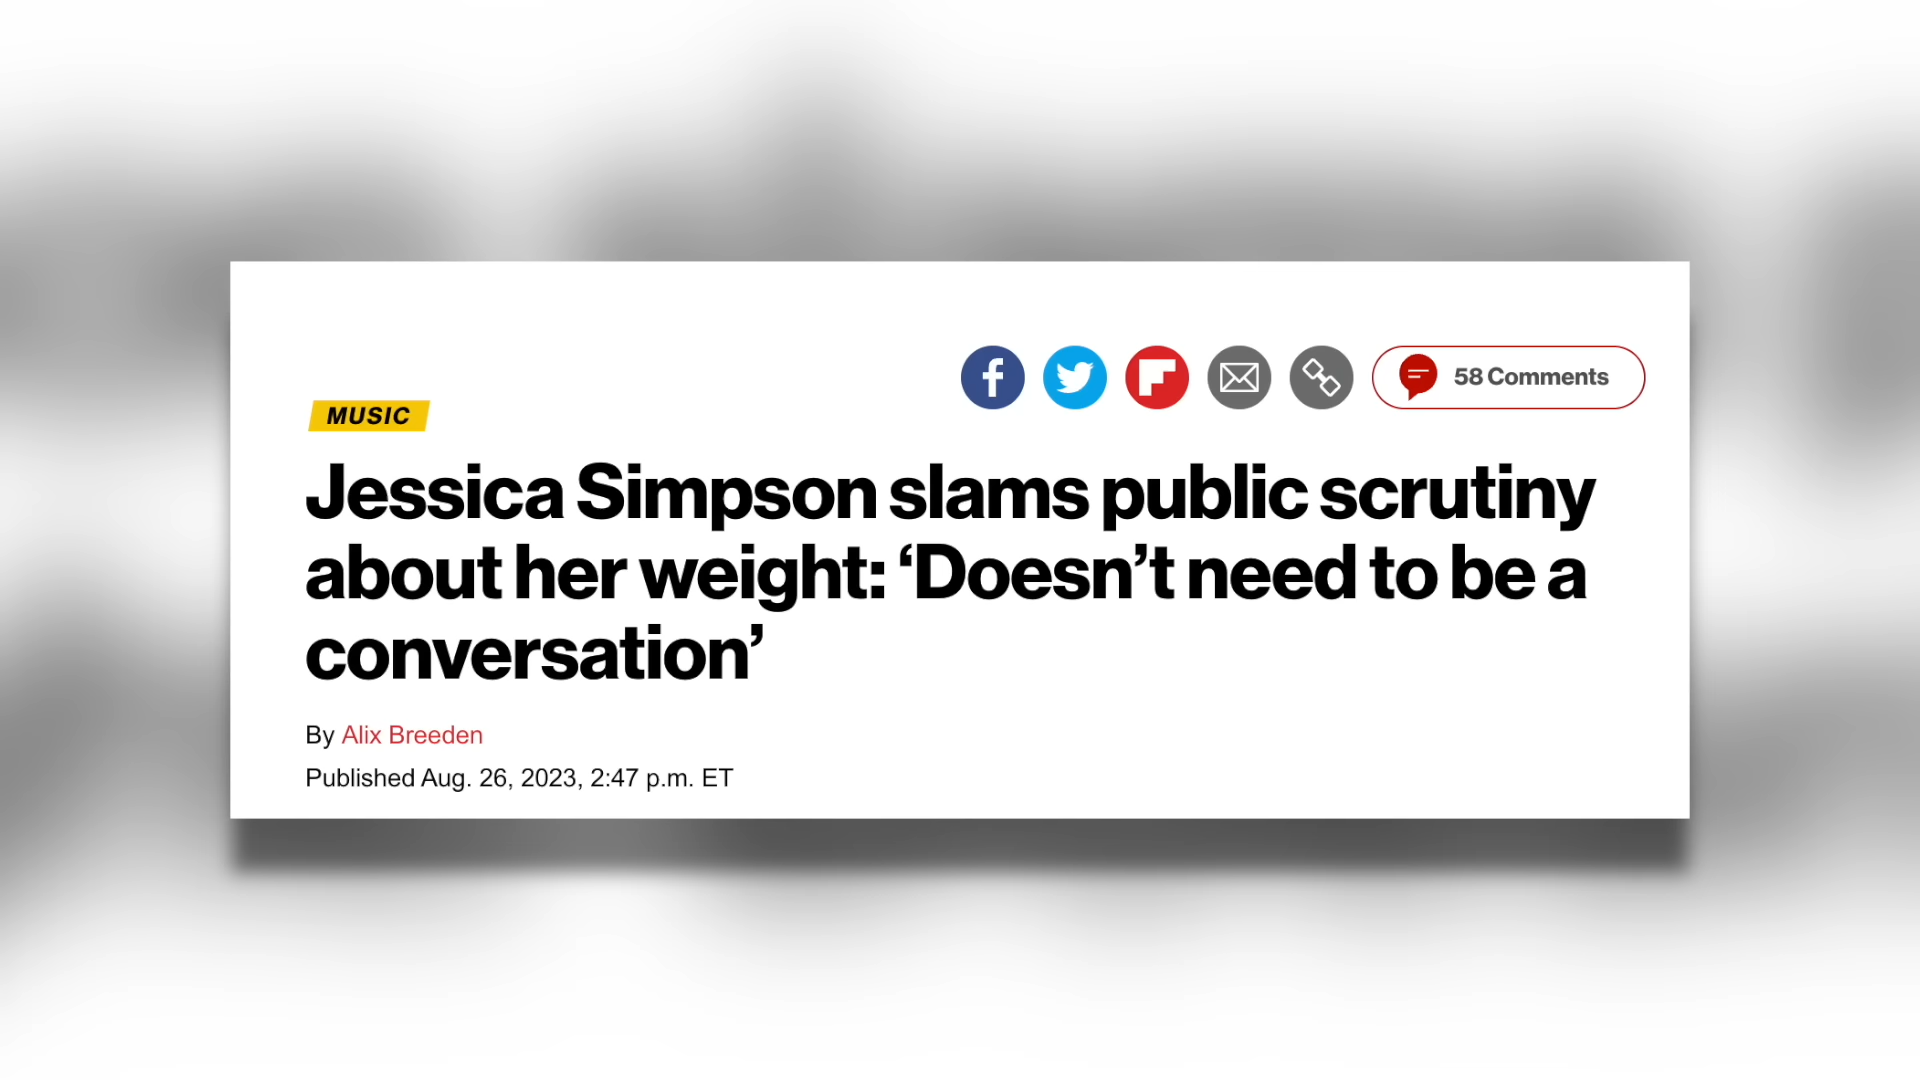 58 Comments
MUSIC
Jessica Simpson slams public scrutiny
about her weight: ‘Doesn’t need to be a
conversation’
By Alix Breeden
Published Aug. 26, 2023, 2:47 p.m. ET